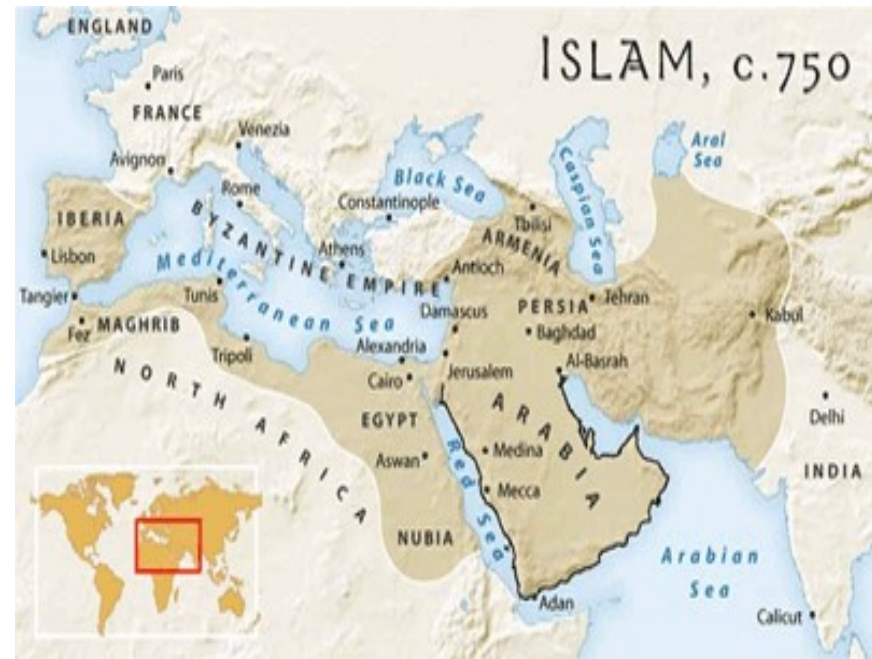 ISLAM, c.750
ENGLAND
Paris
FRANCE
Venezia
Avignon
Aral
Sea
Caspian Sea
Black Sea
Rome
Constantinople
Tbilisi
IBERIA
BYZANTINE EMPIRE
ARMENIA
Lisbon
Athens
Antioch
Mediterranean Sea
Tangier
Tunis
Damascus
PERSIA
Tehran
Fez
MAGHRIB
Baghdad
Kabul
Tripoli
Alexandria
Jerusalem
Al-Basrah
Cairo
NORTH AFRICA
EGYPT
ARABIA
Delhi
Aswan
Medina
INDIA
Mecca
Red Sea
NUBIA
Arabian
Sea
Adan
Calicut